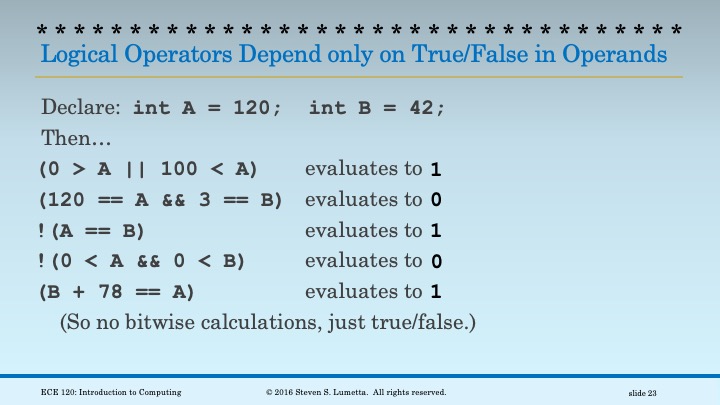 ***********************************
Logical Operators Depend only on True/False in Operands
Declare: int A = 120; int B = 42;
Then…
(0 > A || 100 < A) evaluates to 1
(120 == A && 3 == B) evaluates to 0
!(A == B) evaluates to 1
!(0 < A && 0 < B) evaluates to 0
(B + 78 == A) evaluates to 1
(So no bitwise calculations, just true/false.)
ECE 120: Introduction to Computing © 2016 Steven S. Lumetta. All rights reserved. slide 23